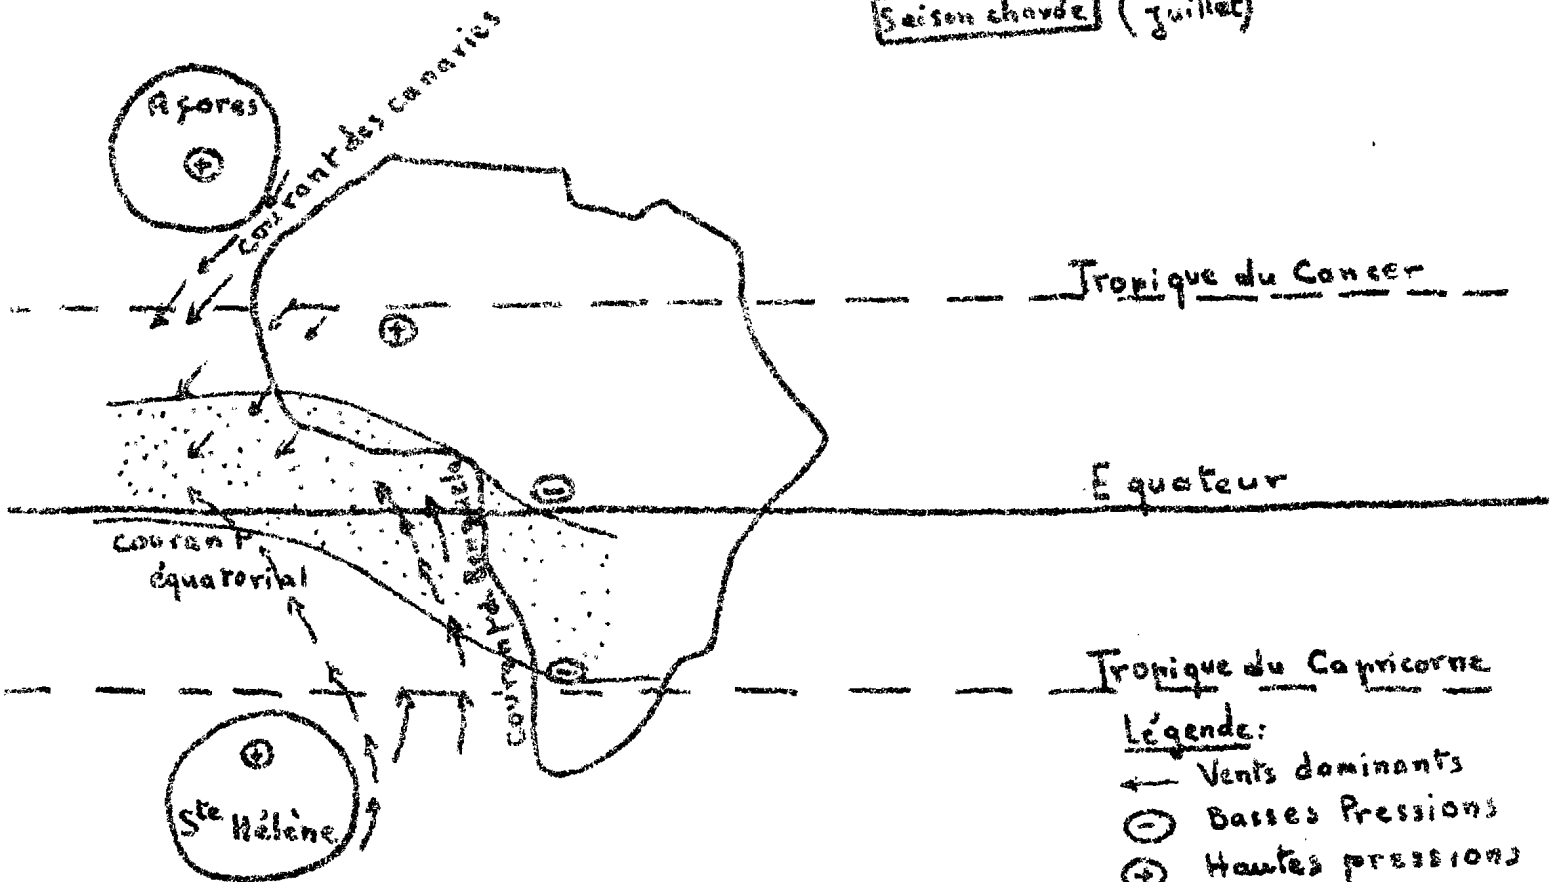 Saison chaude (Juillet)
Açores
courant des canaries
Tropique du Cancer
Equateur
courant
équatorial
courant de Benguela
Tropique du Capricorne
Ste Hélène
Légende:
Vents dominants
Basses Pressions
Hautes pressions